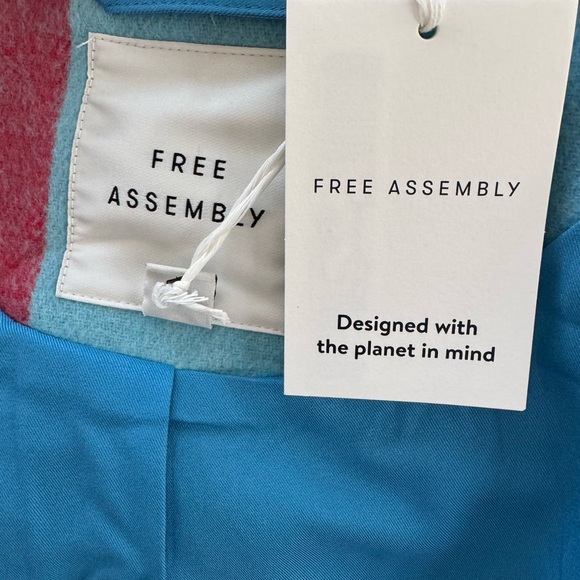 FREE
ASSEMBLY
FREE ASSEMBLY
Designed with
the planet in mind